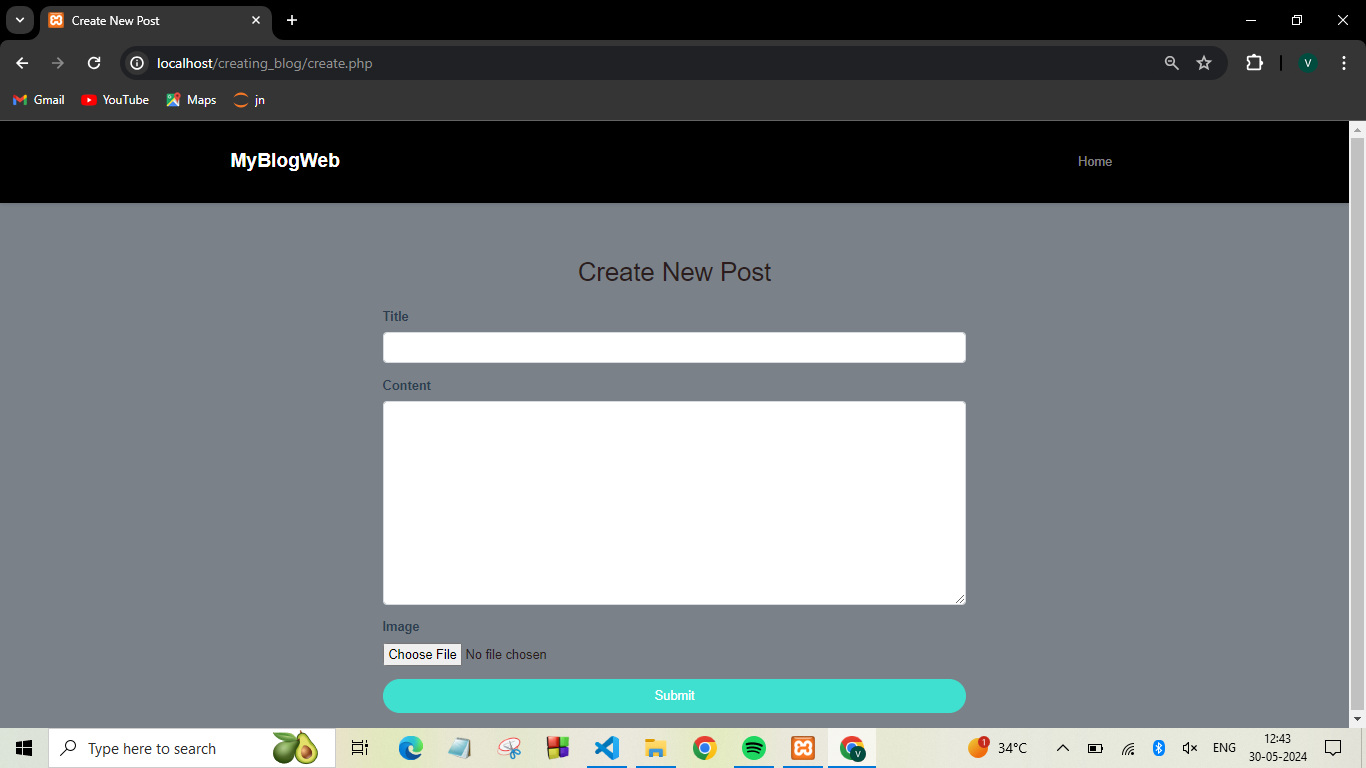 Create New Post
localhost/creating_blog/create.php
V
Gmail
YouTube
Maps
jn
MyBlogWeb
Home
Create New Post
Title
Content
Image
Choose File No file chosen
Submit
Type here to search
V
1
34°C
ENG
12:43
30-05-2024